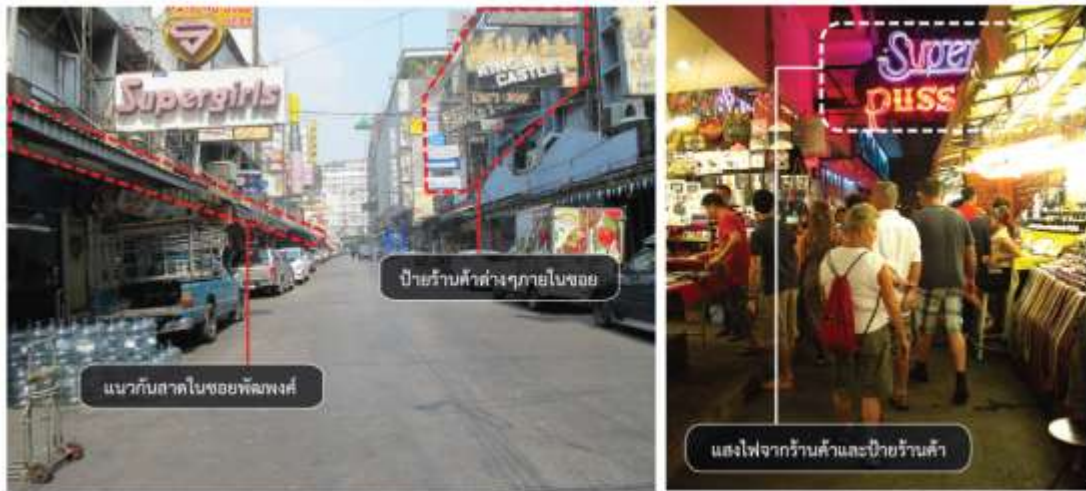 Supergirls
KING'S
CASTLE
ป้ายร้านค้าต่างๆภายในซอย
แนวกันสาดในซอยพัฒพงศ์
Super
puss
แสงไฟจากร้านค้าและป้ายร้านค้า